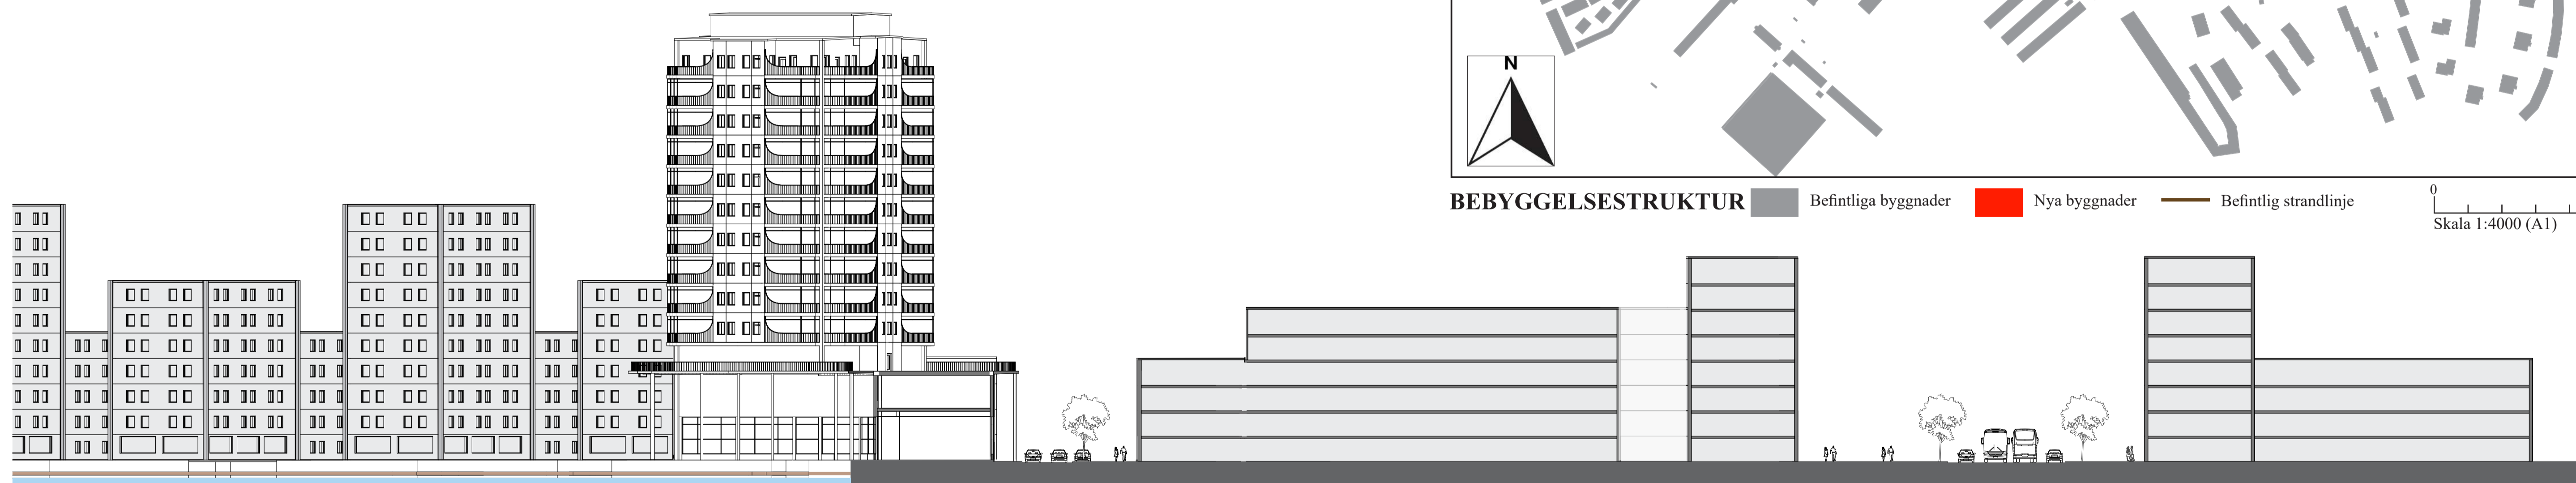 N
BEBYGGELSESTRUKTUR Befintliga byggnader Nya byggnader Befintlig strandlinje
0
Skala 1:4000 (A1)